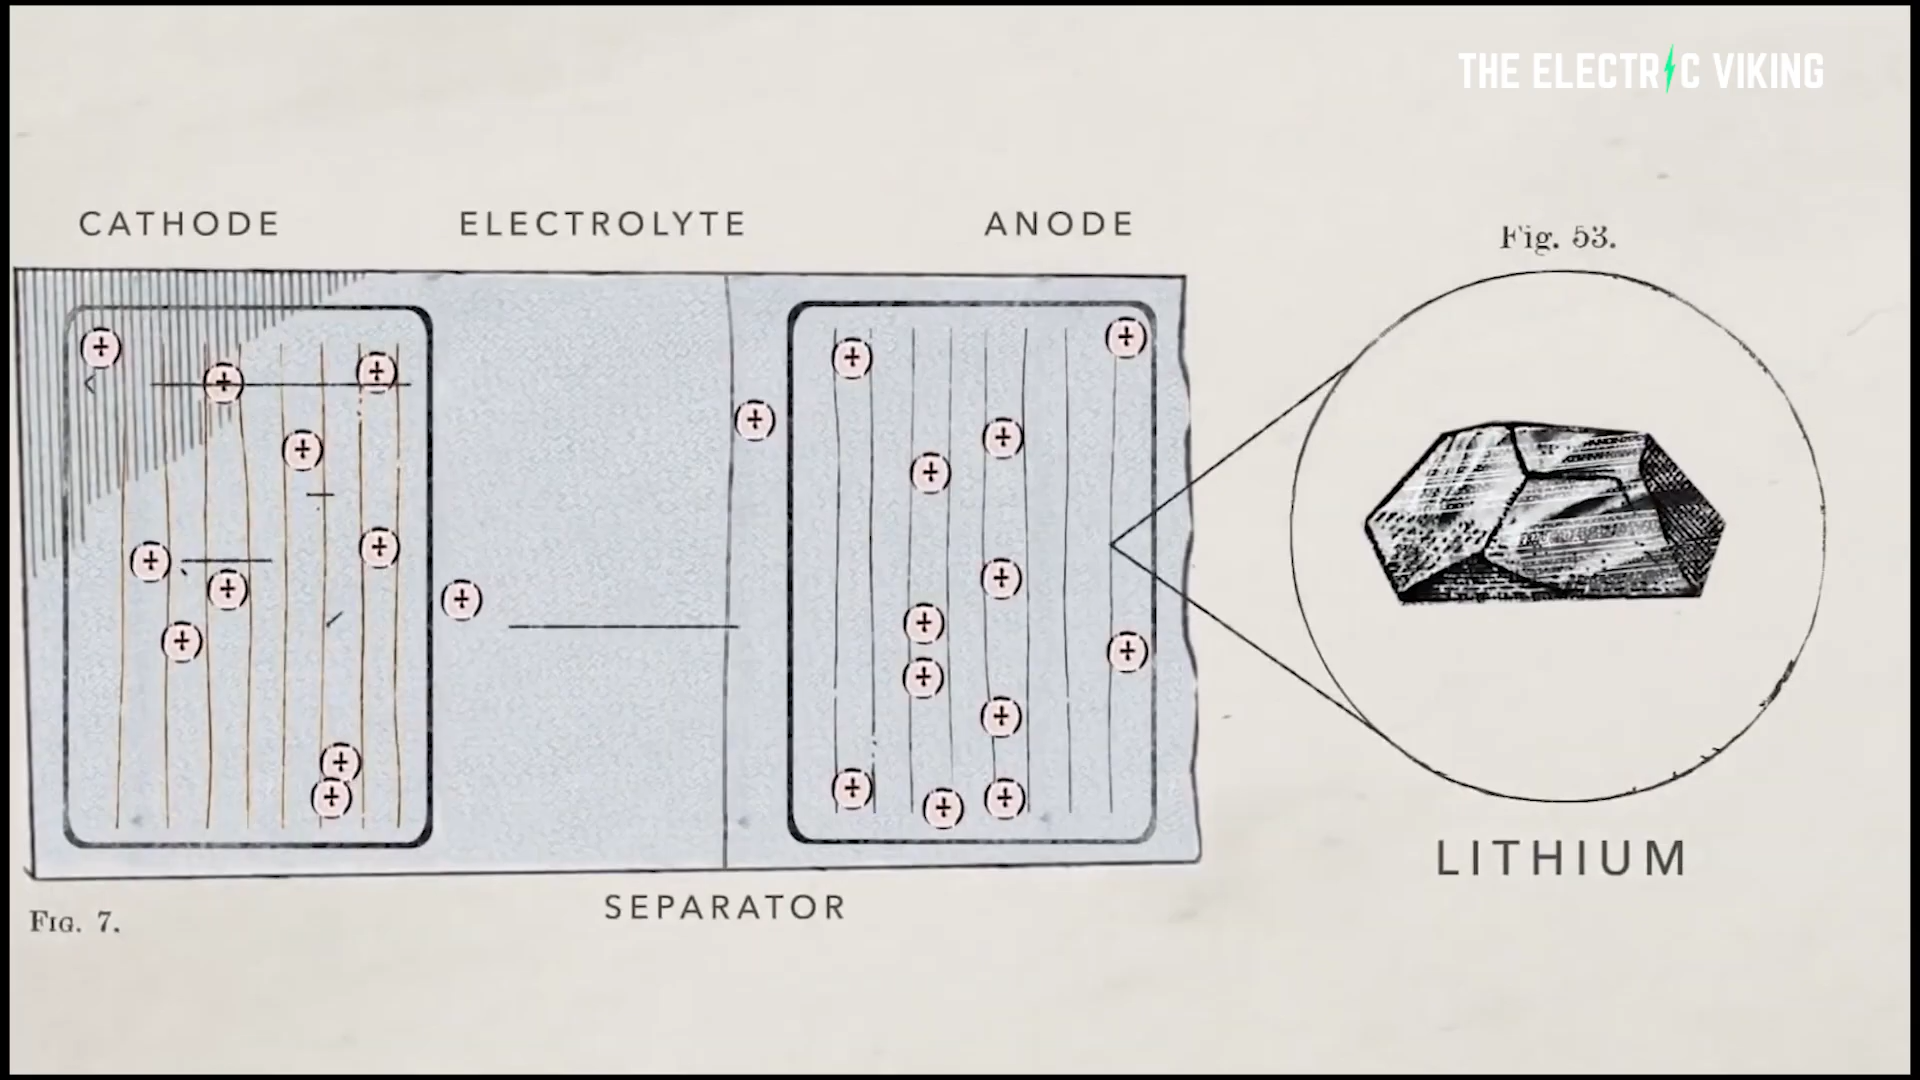 THE ELECTRIC VIKING
CATHODE
ELECTROLYTE
ANODE
Fig. 53.
LITHIUM
SEPARATOR
FIG. 7.